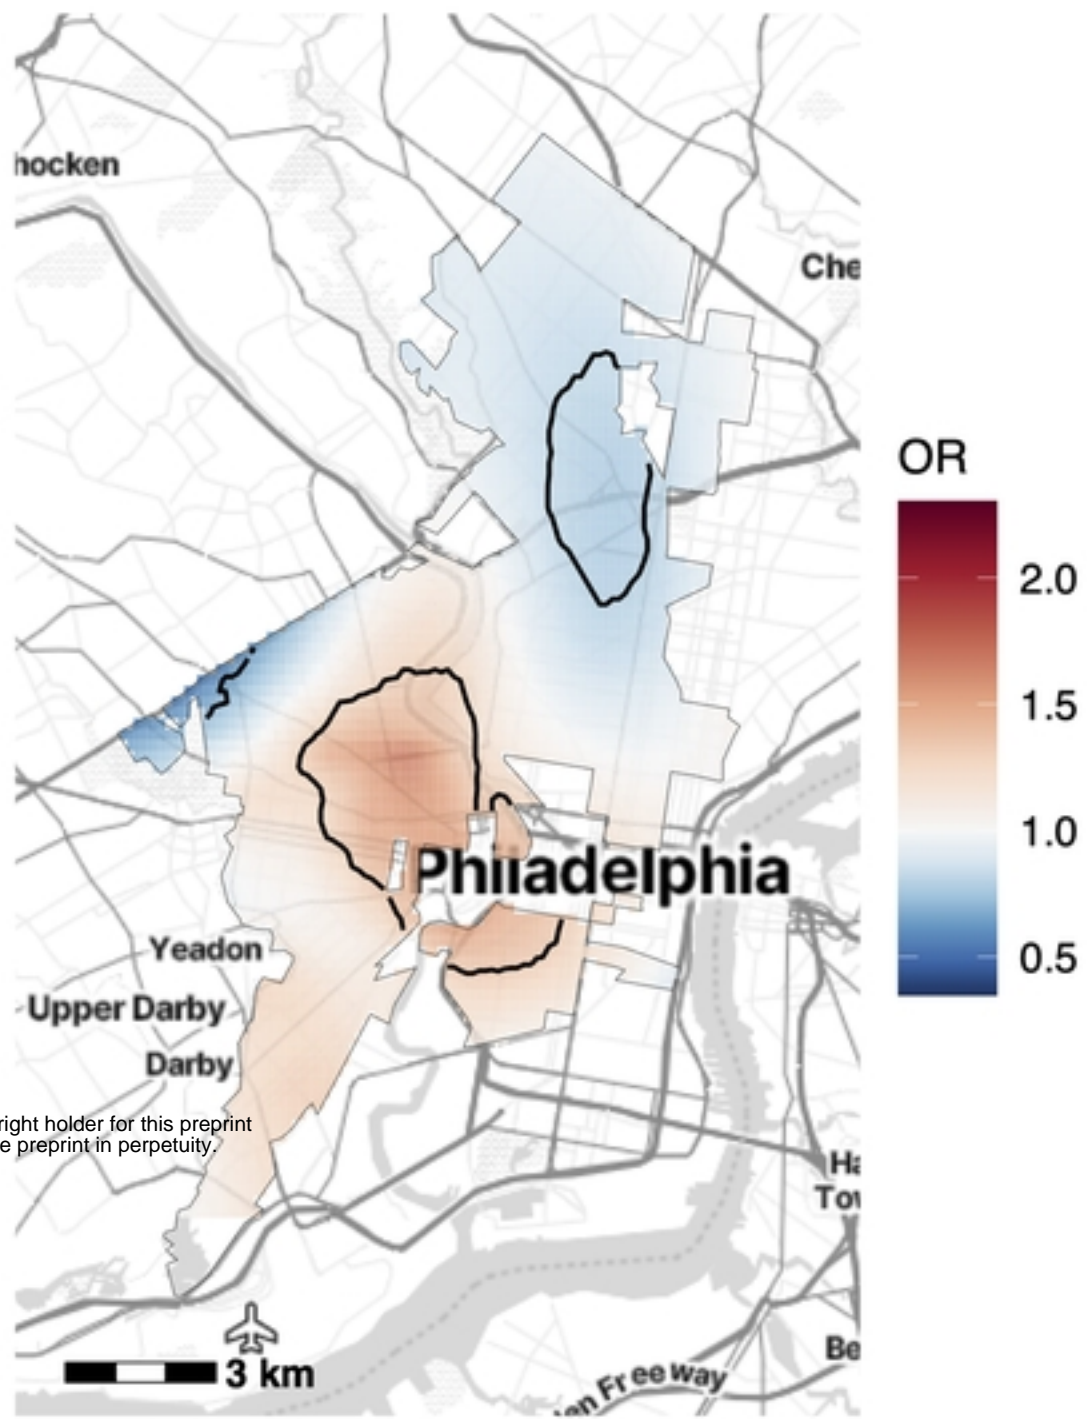 hocken
Che
OR
2.0
1.5
1.0
Philadelphia
0.5
Yeadon
Upper Darby
Darby
right holder for this preprint
e preprint in perpetuity.
Ha
Tov
Be
3 km
en Freeway